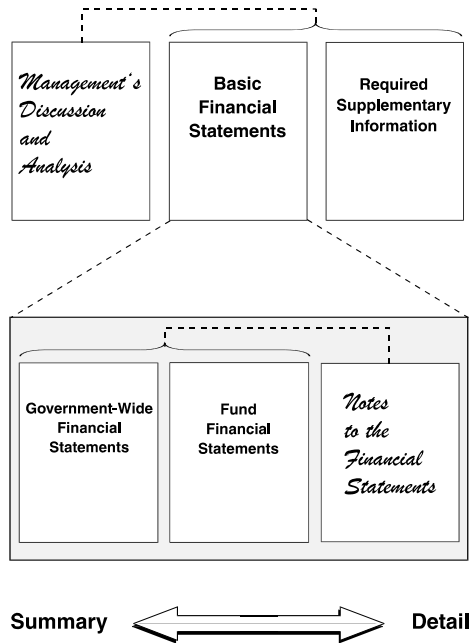 Management's
Discussion
and
Analysis
Basic
Financial
Statements
Required
Supplementary
Information
Government-Wide
Financial
Statements
Fund
Financial
Statements
Notes
to the
Financial
Statements
Summary
Detail